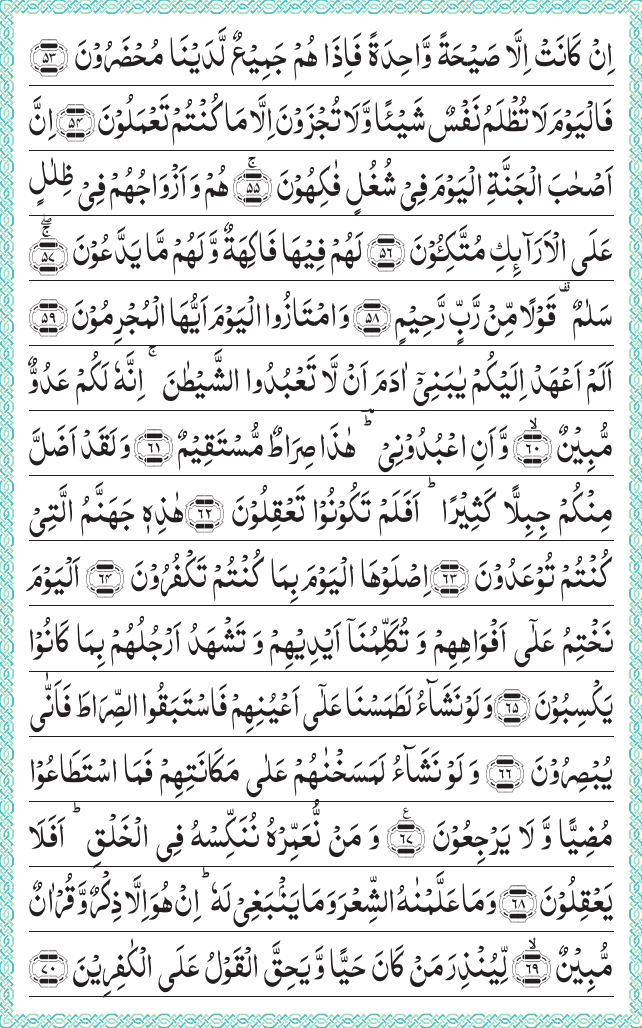 اِنْ كَانَتْ اِلَّا صَيْحَةً وَّاحِدَةً فَاِذَا هُمْ جَمِيْعٌ لَّدَيْنَا مُحْضَرُوْنَ ﴿۵۳﴾
فَالْيَوْمَ لَا تُظْلَمُ نَفْسٌ شَيْـًٔا وَّلَا تُجْزَوْنَ اِلَّا مَا كُنْتُمْ تَعْمَلُوْنَ ﴿۵۴﴾ اِنَّ
اَصْحٰبَ الْجَنَّةِ الْيَوْمَ فِيْ شُغُلٍ فٰكِهُوْنَ ۚ﴿۵۵﴾ هُمْ وَاَزْوَاجُهُمْ فِيْ ظِلٰلٍ
عَلَى الْاَرَآئِكِ مُتَّكِـُٔوْنَ ﴿۵۶﴾ لَهُمْ فِيْهَا فَاكِهَةٌ وَّلَهُمْ مَّا يَدَّعُوْنَ ۚۖ﴿۵۷﴾
سَلٰمٌ ۟ قَوْلًا مِّنْ رَّبٍّ رَّحِيْمٍ ﴿۵۸﴾ وَامْتَازُوا الْيَوْمَ اَيُّهَا الْمُجْرِمُوْنَ ﴿۵۹﴾
اَلَمْ اَعْهَدْ اِلَيْكُمْ يٰبَنِيْٓ اٰدَمَ اَنْ لَّا تَعْبُدُوا الشَّيْطٰنَ ۚ اِنَّهٗ لَكُمْ عَدُوٌّ
مُّبِيْنٌ ۙ﴿۶۰﴾ وَّاَنِ اعْبُدُوْنِيْ ؕؔ هٰذَا صِرَاطٌ مُّسْتَقِيْمٌ ﴿۶۱﴾ وَلَقَدْ اَضَلَّ
مِنْكُمْ جِبِلًّا كَثِيْرًا ؕ اَفَلَمْ تَكُوْنُوْا تَعْقِلُوْنَ ﴿۶۲﴾ هٰذِهٖ جَهَنَّمُ الَّتِيْ
كُنْتُمْ تُوْعَدُوْنَ ﴿۶۳﴾ اِصْلَوْهَا الْيَوْمَ بِمَا كُنْتُمْ تَكْفُرُوْنَ ﴿۶۴﴾ اَلْيَوْمَ
نَخْتِمُ عَلٰٓى اَفْوَاهِهِمْ وَ تُكَلِّمُنَآ اَيْدِيْهِمْ وَ تَشْهَدُ اَرْجُلُهُمْ بِمَا كَانُوْا
يَكْسِبُوْنَ ﴿۶۵﴾ وَلَوْ نَشَآءُ لَطَمَسْنَا عَلٰٓى اَعْيُنِهِمْ فَاسْتَبَقُوا الصِّرَاطَ فَاَنّٰى
يُبْصِرُوْنَ ﴿۶۶﴾ وَ لَوْ نَشَآءُ لَمَسَخْنٰهُمْ عَلٰى مَكَانَتِهِمْ فَمَا اسْتَطَاعُوْا
مُضِيًّا وَّ لَا يَرْجِعُوْنَ ﴿۶۷﴾ وَ مَنْ نُّعَمِّرْهُ نُنَكِّسْهُ فِى الْخَلْقِ ؕ اَفَلَا
يَعْقِلُوْنَ ﴿۶۸﴾ وَمَا عَلَّمْنٰهُ الشِّعْرَ وَمَا يَنْۢبَغِيْ لَهٗ ؕ اِنْ هُوَ اِلَّا ذِكْرٌ وَّقُرْاٰنٌ
مُّبِيْنٌ ۙ﴿۶۹﴾ لِّيُنْذِرَ مَنْ كَانَ حَيًّا وَّيَحِقَّ الْقَوْلُ عَلَى الْكٰفِرِيْنَ ﴿۷۰﴾